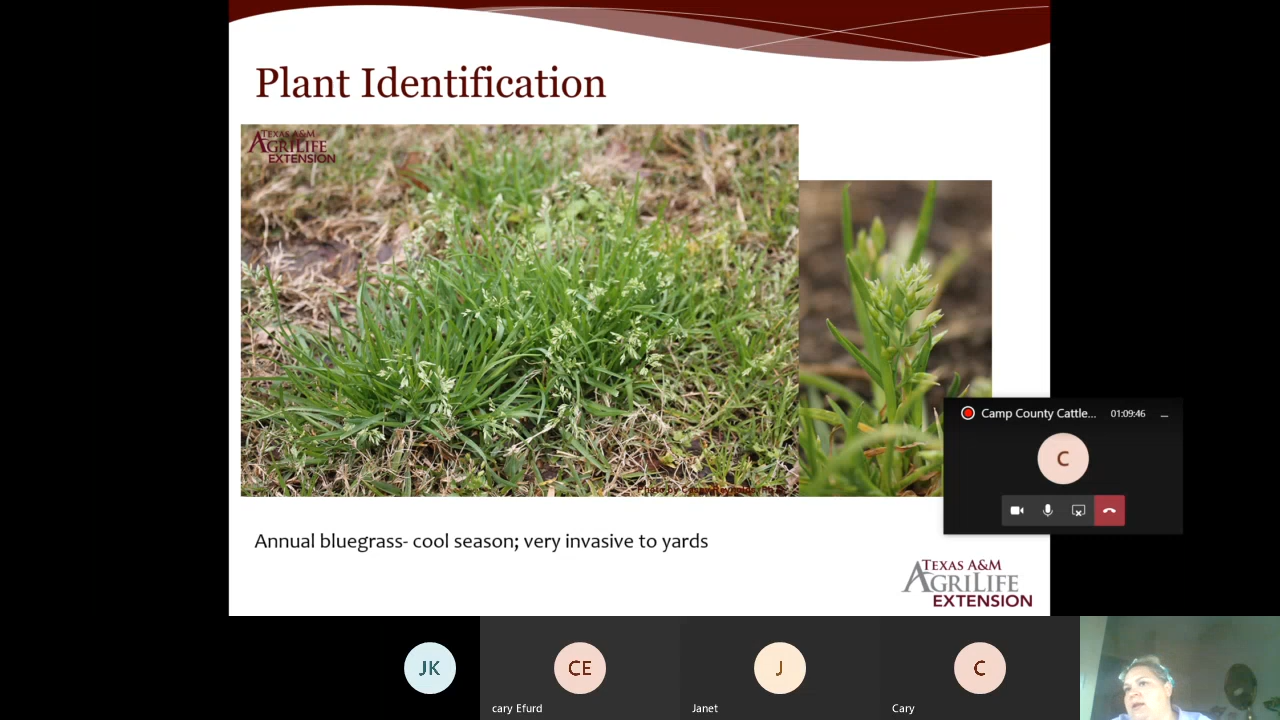 Plant Identification
TEXAS A&M
AGRILIFE
EXTENSION
Camp County Cattle...
01:09:46
C
Annual bluegrass- cool season; very invasive to yards
TEXAS A&M
AGRILIFE
EXTENSION
JK
CE
J
C
cary Efurd
Janet
Cary